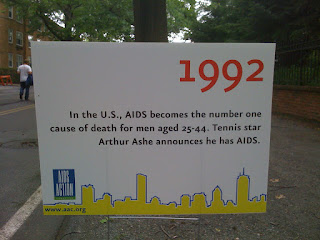 1992
In the U.S., AIDS becomes the number one
cause of death for men aged 25-44. Tennis star
Arthur Ashe announces he has AIDS.
AIDS
ACTION
www.aac.org